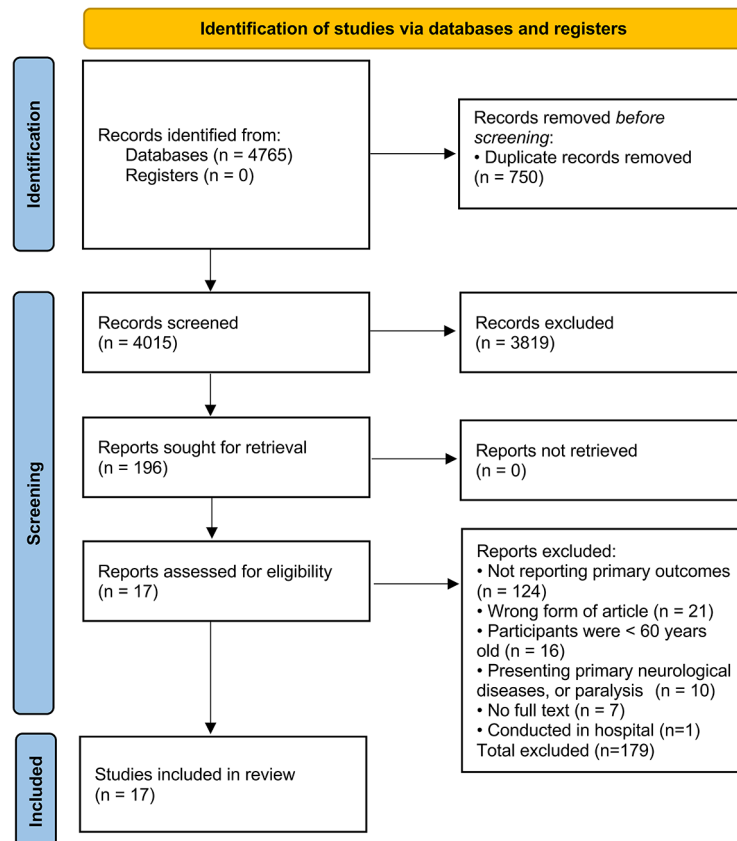 Identification of studies via databases and registers
Identification
Records identified from:
Databases (n = 4765)
Registers (n = 0)
Records removed before
screening:
• Duplicate records removed
(n = 750)
Screening
Records screened
(n = 4015)
Records excluded
(n = 3819)
Reports sought for retrieval
(n = 196)
Reports not retrieved
(n = 0)
Reports assessed for eligibility
(n = 17)
Reports excluded:
• Not reporting primary outcomes
(n = 124)
• Wrong form of article (n = 21)
• Participants were < 60 years
old (n = 16)
• Presenting primary neurological
diseases, or paralysis (n = 10)
• No full text (n = 7)
• Conducted in hospital (n=1)
Total excluded (n=179)
Included
Studies included in review
(n = 17)